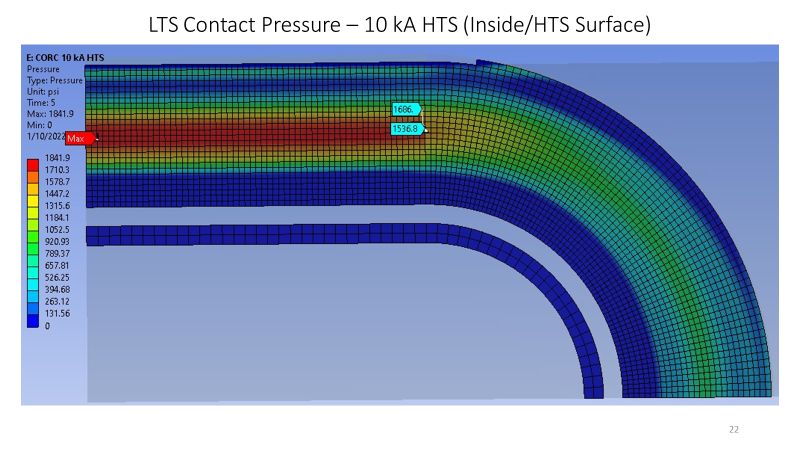 LTS Contact Pressure – 10 kA HTS (Inside/HTS Surface)
E: CORC 10 kA HTS
Pressure
Type: Pressure
Unit: psi
Time: 5
Max: 1841.9
Min: 0
1/10/2022
Max
1686.
1536.8
1841.9
1710.3
1578.7
1447.2
1315.6
1184.1
1052.5
920.93
789.37
657.81
526.25
394.68
263.12
131.56
0
22